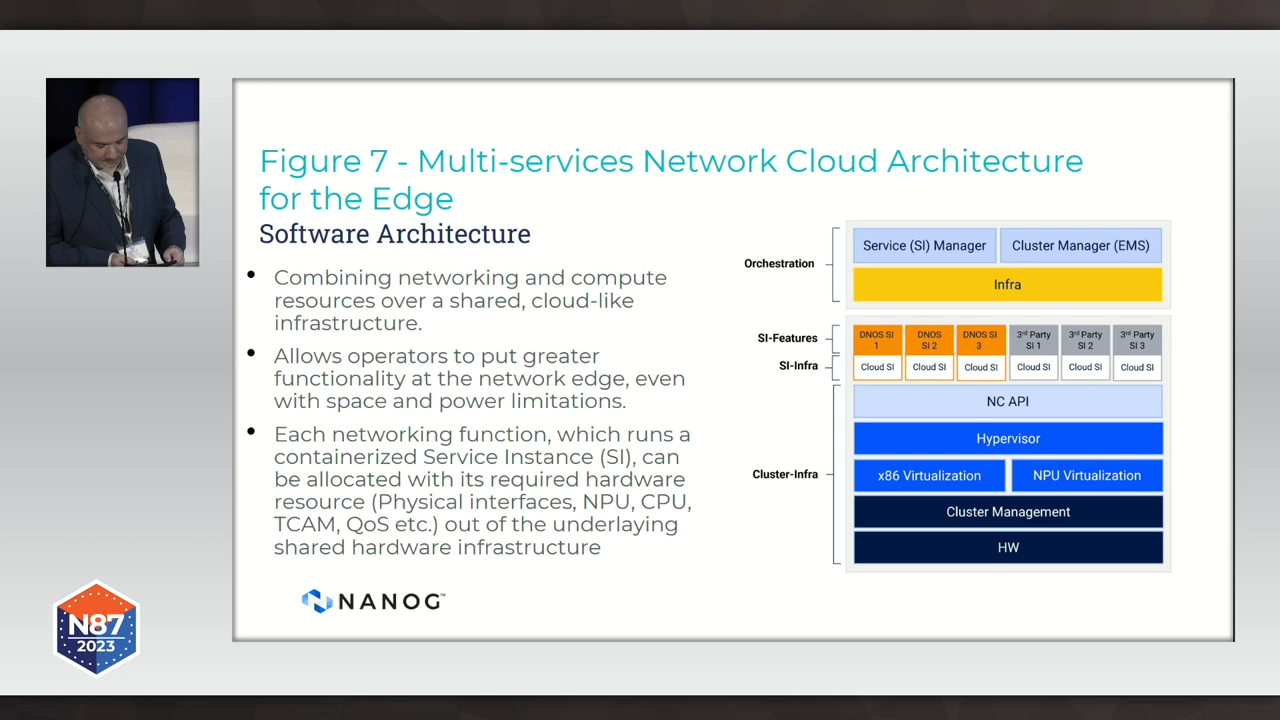 Figure 7 - Multi-services Network Cloud Architecture
for the Edge
Software Architecture
• Combining networking and compute
resources over a shared, cloud-like
infrastructure.
• Allows operators to put greater
functionality at the network edge, even
with space and power limitations.
• Each networking function, which runs a
containerized Service Instance (SI), can
be allocated with its required hardware
resource (Physical interfaces, NPU, CPU,
TCAM, QoS etc.) out of the underlaying
shared hardware infrastructure
Orchestration
Service (SI) Manager
Cluster Manager (EMS)
Infra
SI-Features
DNOS SI
1
DNOS
SI 2
DNOS SI
3
3rd Party
SI 1
3rd Party
SI 2
3rd Party
SI 3
SI-Infra
Cloud SI
Cloud SI
Cloud SI
Cloud SI
Cloud SI
Cloud SI
Cluster-Infra
NC API
Hypervisor
x86 Virtualization
NPU Virtualization
Cluster Management
HW
NANOG™
N87
2023